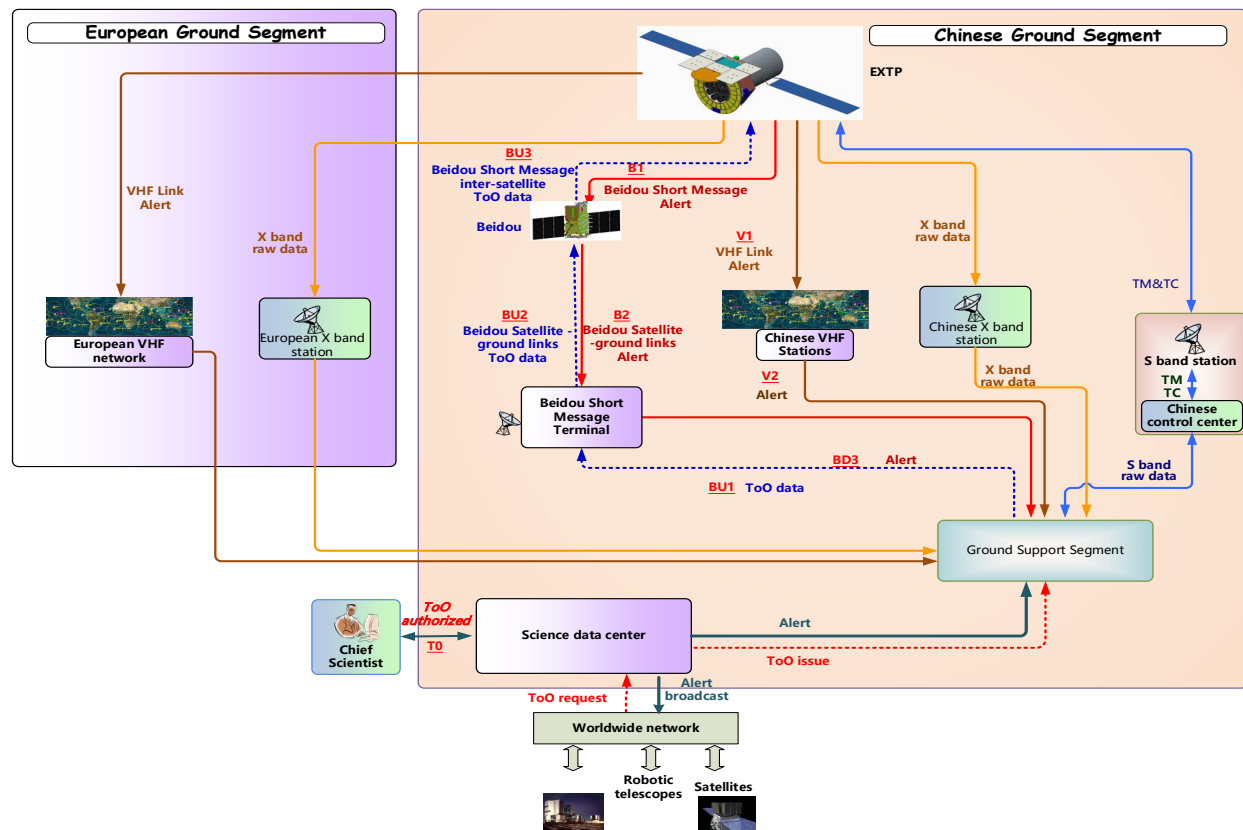 European Ground Segment
Chinese Ground Segment
EXTP
BU3
Beidou Short Message
inter-satellite
ToO data
B1
Beidou Short Message
Alert
VHF Link
Alert
Beidou
X band
raw data
V1
VHF Link
Alert
X band
raw data
TM&TC
BU2
Beidou Satellite -
ground links
ToO data
B2
Beidou Satellite
-ground links
Alert
European VHF
network
European X band
station
Chinese VHF
Stations
Chinese X band
station
S band station
TM
TC
Chinese
control center
V2
Alert
X band
raw data
Beidou Short
Message
Terminal
BD3 Alert
BU1 ToO data
S band
raw data
Ground Support Segment
ToO
authorized
T0
Chief
Scientist
Science data center
Alert
ToO issue
ToO request
Alert
broadcast
Worldwide network
Robotic
telescopes
Satellites